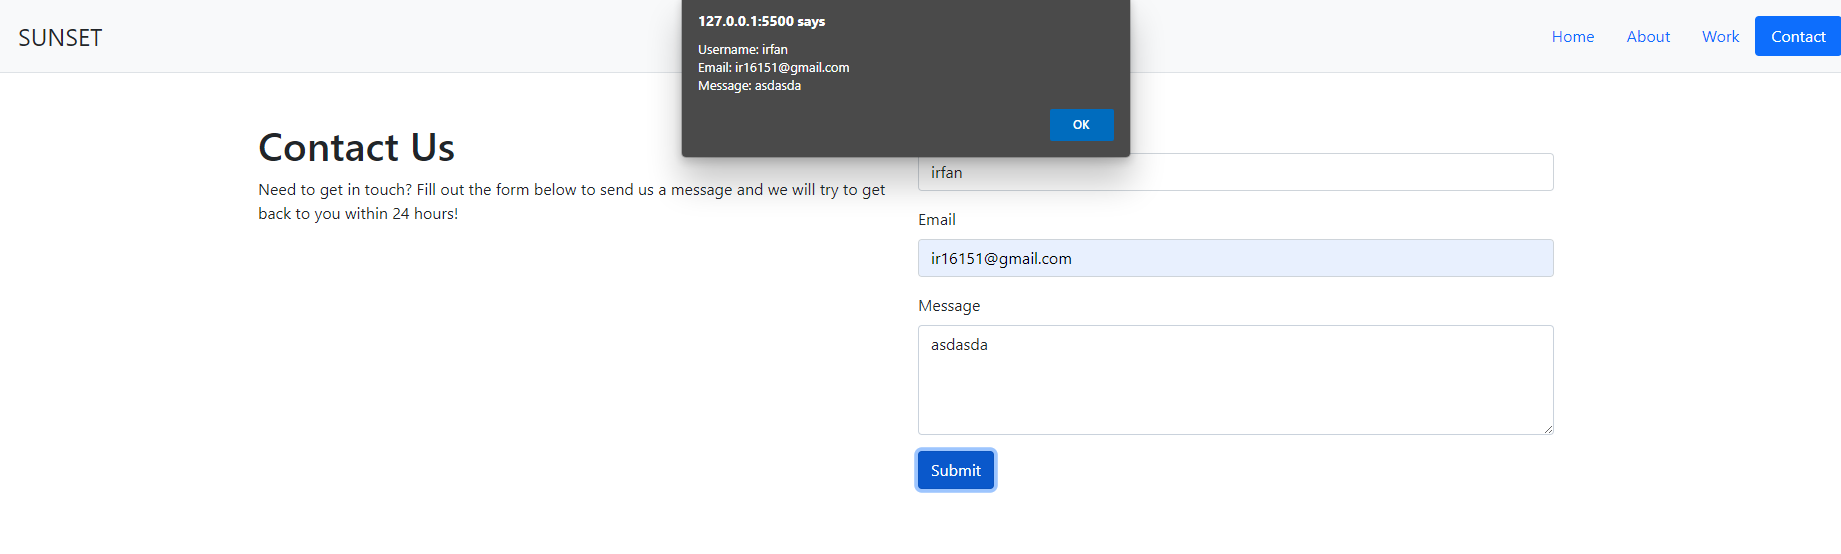 SUNSET
Home About Work Contact
127.0.0.1:5500 says
Username: irfan
Email: ir16151@gmail.com
Message: asdasda
OK
Contact Us
Need to get in touch? Fill out the form below to send us a message and we will try to get
back to you within 24 hours!
irfan
Email
ir16151@gmail.com
Message
asdasda
Submit